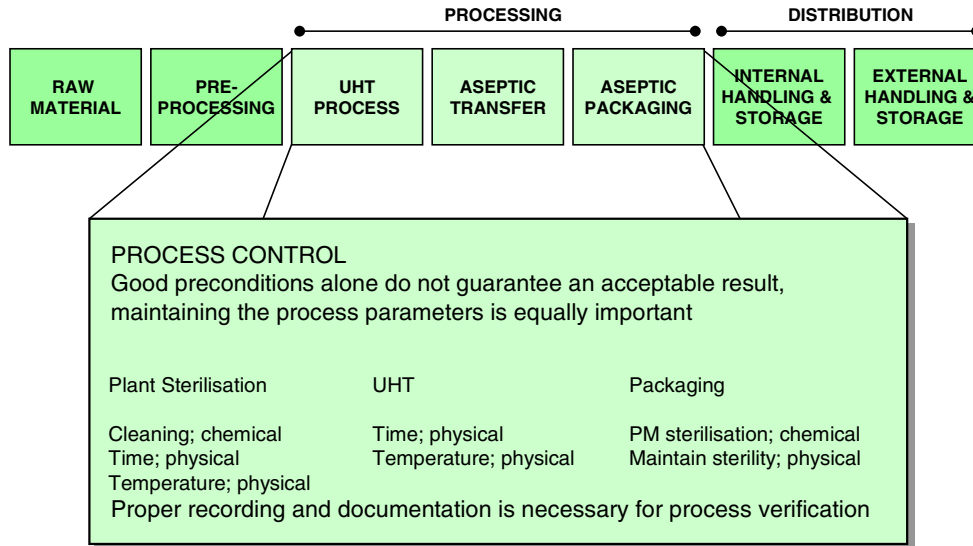 PROCESSING
DISTRIBUTION
RAW
MATERIAL
PRE-
PROCESSING
UHT
PROCESS
ASEPTIC
TRANSFER
ASEPTIC
PACKAGING
INTERNAL
HANDLING &
STORAGE
EXTERNAL
HANDLING &
STORAGE
PROCESS CONTROL
Good preconditions alone do not guarantee an acceptable result,
maintaining the process parameters is equally important
Plant Sterilisation
Cleaning; chemical
Time; physical
Temperature; physical
UHT
Time; physical
Temperature; physical
Packaging
PM sterilisation; chemical
Maintain sterility; physical
Proper recording and documentation is necessary for process verification